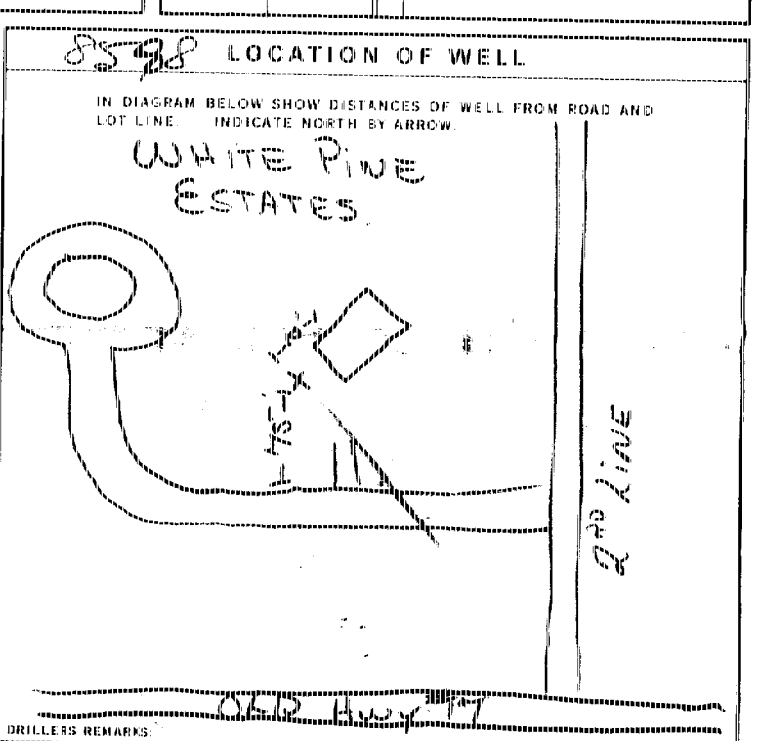 8598 LOCATION OF WELL
IN DIAGRAM BELOW SHOW DISTANCES OF WELL FROM ROAD AND
LOT LINE. INDICATE NORTH BY ARROW.
WHITE PINE
ESTATES
75
2ND LINE
OLD HWY 17
DRILLERS REMARKS: